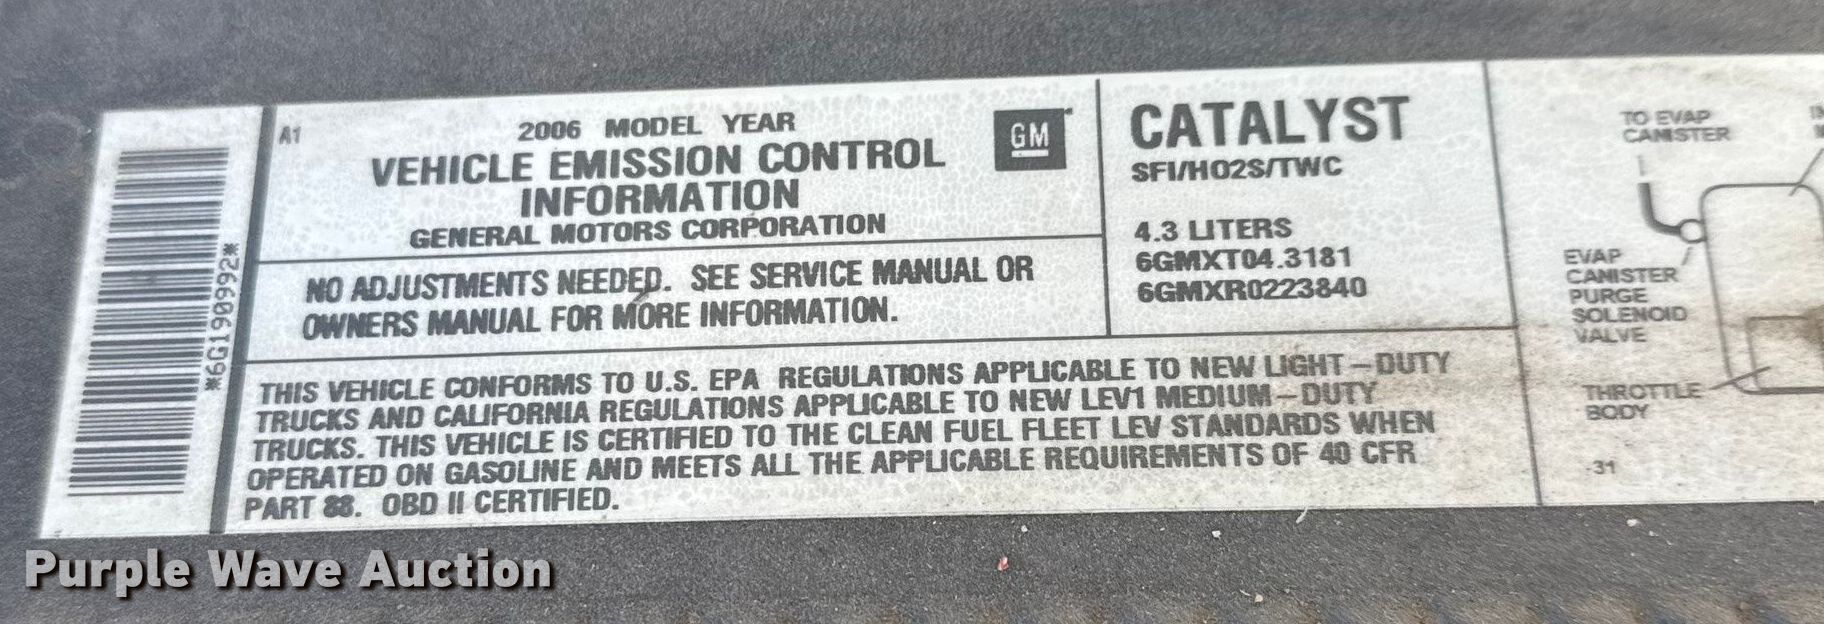 *6G190992*
A1
2006 MODEL YEAR
VEHICLE EMISSION CONTROL
INFORMATION
GENERAL MOTORS CORPORATION
GM
NO ADJUSTMENTS NEEDED. SEE SERVICE MANUAL OR
OWNERS MANUAL FOR MORE INFORMATION.
CATALYST
SFI/HO2S/TWC
4.3 LITERS
6GMXT04.3181
6GMXR0223840
THIS VEHICLE CONFORMS TO U.S. EPA REGULATIONS APPLICABLE TO NEW LIGHT-DUTY
TRUCKS AND CALIFORNIA REGULATIONS APPLICABLE TO NEW LEV1 MEDIUM-DUTY
TRUCKS. THIS VEHICLE IS CERTIFIED TO THE CLEAN FUEL FLEET LEV STANDARDS WHEN
OPERATED ON GASOLINE AND MEETS ALL THE APPLICABLE REQUIREMENTS OF 40 CFR
PART 88. OBD II CERTIFIED.
TO EVAP
CANISTER
EVAP
CANISTER
PURGE
SOLENOID
VALVE
THROTTLE
BODY
-31
Purple Wave Auction